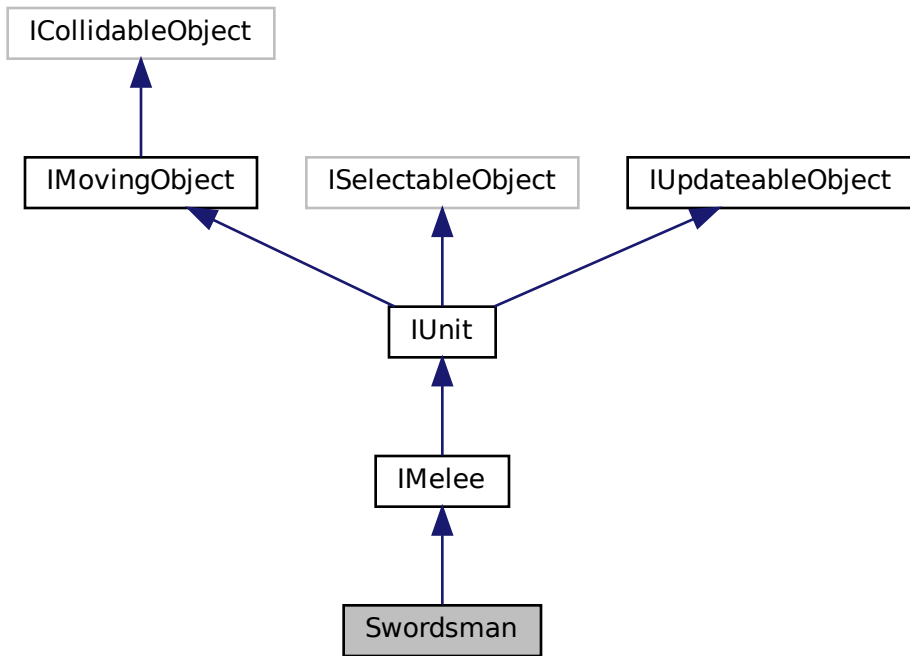 ICollidableObject
IMovingObject
ISelectableObject
IUpdateableObject
IUnit
IMelee
Swordsman